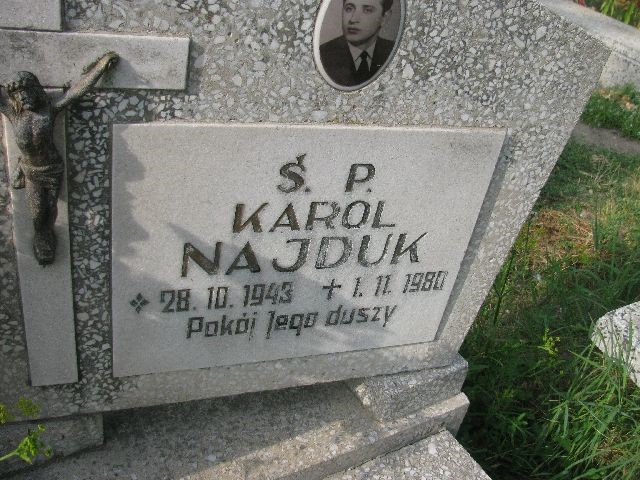 Ś. P.
KAROL
NAJDUK
❖ 28. 10. 1943 + 1. 11. 1980
Pokój Jego duszy